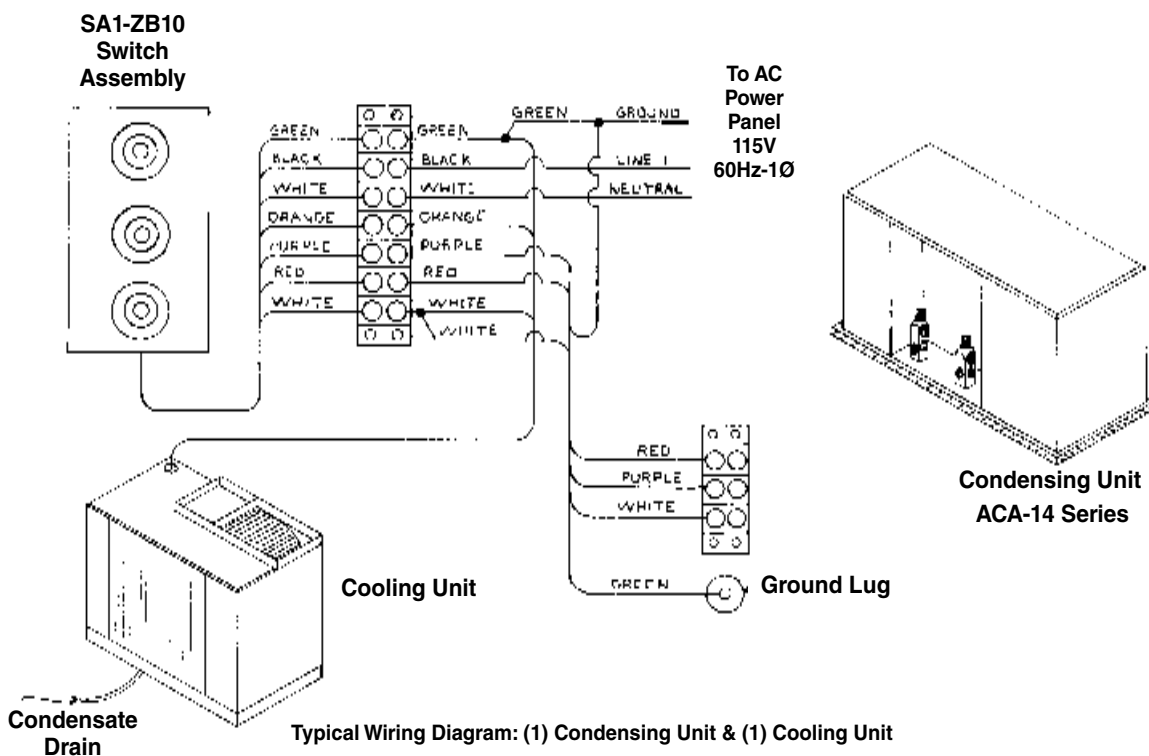 SA1-ZB10
Switch
Assembly
To AC
Power
Panel
115V
60Hz-1Ø
GREEN
GROUND
GREEN
GREEN
BLACK
BLACK
LINE 1
WHITE
WHITE
NEUTRAL
ORANGE
ORANGE
PURPLE
PURPLE
RED
RED
WHITE
WHITE
WHITE
RED
PURPLE
WHITE
GREEN
Ground Lug
Condensing Unit
ACA-14 Series
Cooling Unit
Condensate
Drain
Typical Wiring Diagram: (1) Condensing Unit & (1) Cooling Unit